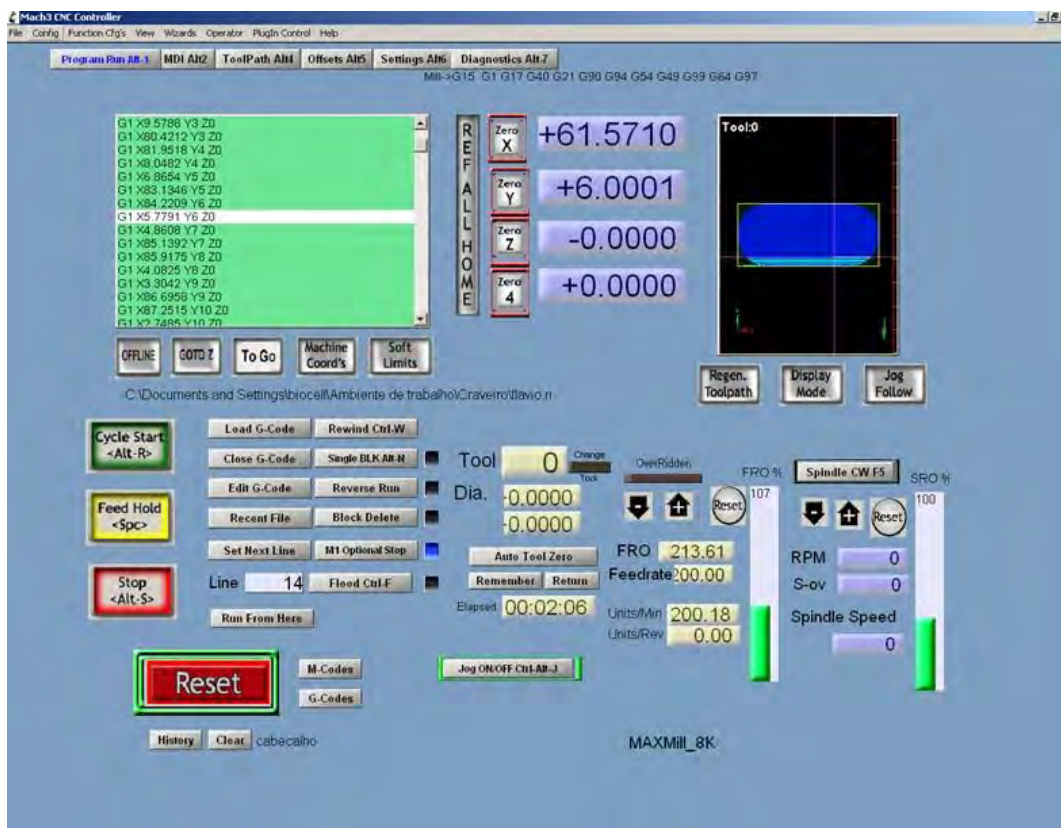 Mach3 CNC Controller
File Config Function Cfg's View Wizards Operator PlugIn Control Help
Program Run Alt-1 MDI Alt2 ToolPath Alt4 Offsets Alt5 Settings Alt6 Diagnostics Alt-7
Mill->G15 G1 G17 G40 G21 G90 G94 G54 G49 G99 G64 G97
G1 X9.5786 Y3 Z0
G1 X80.4212 Y3 Z0
G1 X81.9518 Y4 Z0
G1 X8.0482 Y4 Z0
G1 X6.8654 Y5 Z0
G1 X83.1346 Y5 Z0
G1 X84.2209 Y6 Z0
G1 X5.7791 Y6 Z0
G1 X4.8608 Y7 Z0
G1 X85.1392 Y7 Z0
G1 X85.9175 Y8 Z0
G1 X4.0825 Y8 Z0
G1 X3.3042 Y9 Z0
G1 X86.6958 Y9 Z0
G1 X87.2515 Y10 Z0
G1 X2.7485 Y10 Z0
REF ALL HOME
Zero X +61.5710
Zero Y +6.0001
Zero Z -0.0000
Zero 4 +0.0000
Tool:0
OFFLINE GOTO Z To Go Machine Coord's Soft Limits
Regen. Toolpath Display Mode Jog Follow
C:\Documents and Settings\biocell\Ambiente de trabalho\Craveiro\flavio.n
Cycle Start
<Alt-R>
Feed Hold
<Spc>
Stop
<Alt-S>
Load G-Code Rewind Ctrl-W
Close G-Code Single BLK Alt-N
Edit G-Code Reverse Run
Recent File Block Delete
Set Next Line M1 Optional Stop
Line 14 Flood Ctrl-F
Run From Here
Tool 0 Change Tool
Dia. -0.0000
-0.0000
Auto Tool Zero
Remember Return
Elapsed 00:02:06
OverRidden FRO %
107
- + Reset
FRO 213.61
Feedrate 200.00
Units/Min 200.18
Units/Rev 0.00
Spindle CW F5 SRO %
100
- + Reset
RPM 0
S-ov 0
Spindle Speed
0
Reset
M-Codes
G-Codes
Jog ON/OFF Ctrl-Alt-J
History Clear cabecalho
MAXMill_8K